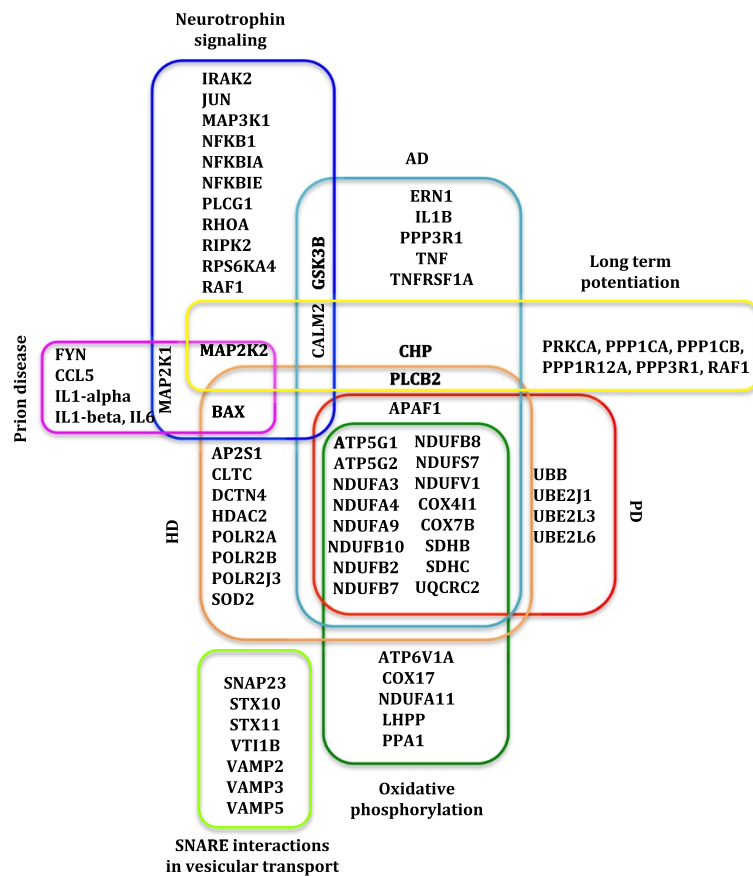 Neurotrophin
signaling
IRAK2
JUN
MAP3K1
NFKB1
NFKBIA
NFKBIE
PLCG1
RHOA
RIPK2
RPS6KA4
RAF1
AD
ERN1
IL1B
PPP3R1
TNF
TNFRSF1A
GSK3B
CALM2
Long term
potentiation
MAP2K2
MAP2K1
CHP
PLCB2
PRKCA, PPP1CA, PPP1CB,
PPP1R12A, PPP3R1, RAF1
Prion disease
FYN
CCL5
IL1-alpha
IL1-beta, IL6
BAX
APAF1
HD
AP2S1
CLTC
DCTN4
HDAC2
POLR2A
POLR2B
POLR2J3
SOD2
ATP5G1
ATP5G2
NDUFA3
NDUFA4
NDUFA9
NDUFB10
NDUFB2
NDUFB7
NDUFB8
NDUFS7
NDUFV1
COX4I1
COX7B
SDHB
SDHC
UQCRC2
UBB
UBE2J1
UBE2L3
UBE2L6
PD
ATP6V1A
COX17
NDUFA11
LHPP
PPA1
Oxidative
phosphorylation
SNAP23
STX10
STX11
VTI1B
VAMP2
VAMP3
VAMP5
SNARE interactions
in vesicular transport